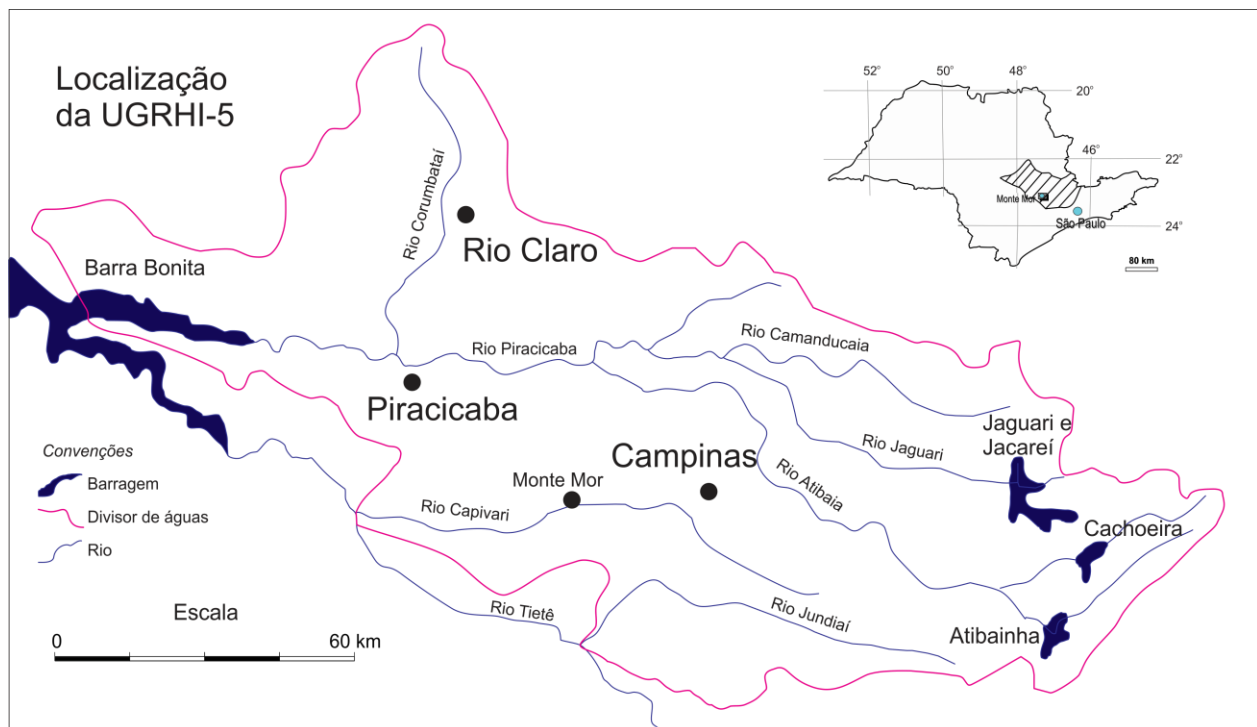 Localização
da UGRHI-5
52°
50°
48°
20°
46°
22°
Monte Mor
São Paulo
24°
80 km
Rio Corumbataí
Rio Claro
Barra Bonita
Rio Piracicaba
Rio Camanducaia
Piracicaba
Jaguari e
Jacareí
Rio Jaguari
Campinas
Rio Atibaia
Convenções
Barragem
Divisor de águas
Rio
Monte Mor
Rio Capivari
Cachoeira
Rio Tietê
Rio Jundiaí
Atibainha
Escala
0
60 km